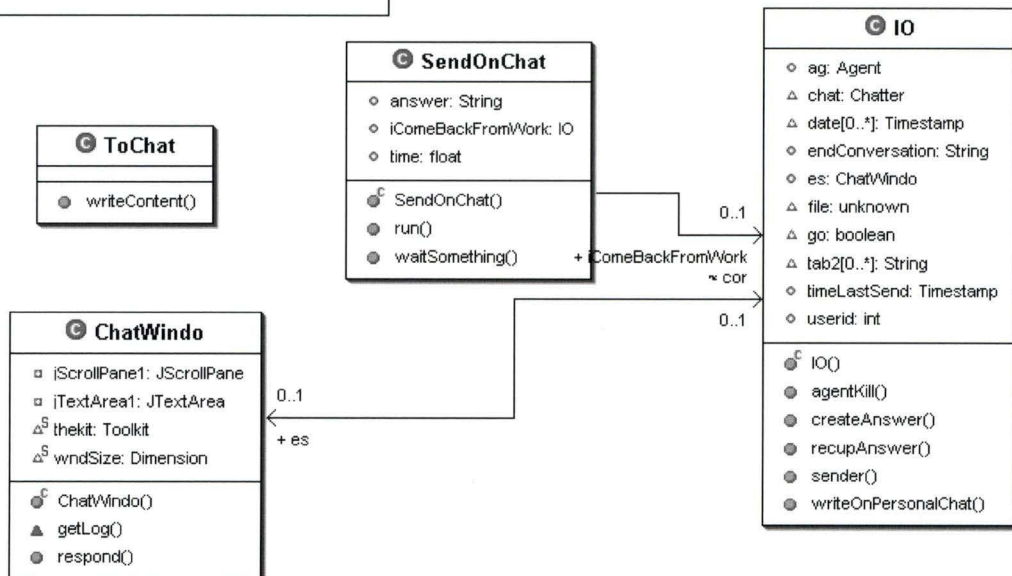 ToChat
writeContent()
SendOnChat
answer: String
iComeBackFromWork: IO
time: float
SendOnChat()
run()
waitSomething()
IO
ag: Agent
chat: Chatter
date[0..*]: Timestamp
endConversation: String
es: ChatWindo
file: unknown
go: boolean
tab2[0..*]: String
timeLastSend: Timestamp
userid: int
IO()
agentKill()
createAnswer()
recupAnswer()
sender()
writeOnPersonalChat()
0..1
+ iComeBackFromWork
~ cor
0..1
ChatWindo
jScrollPane1: JScrollPane
jTextArea1: JTextArea
thekit: Toolkit
wndSize: Dimension
ChatWindo()
getLog()
respond()
0..1
+ es